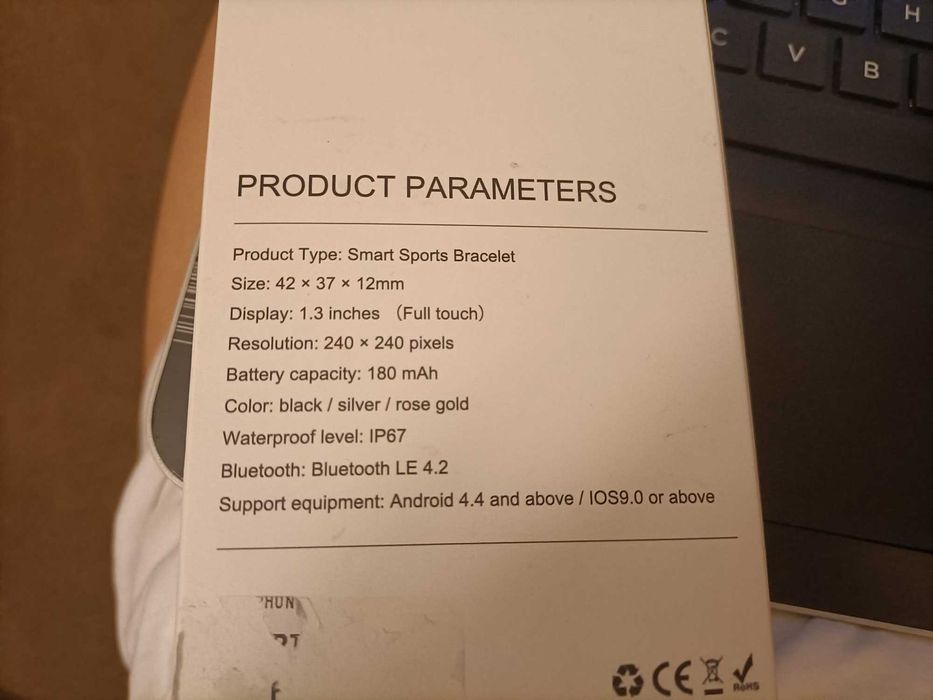 PRODUCT PARAMETERS
Product Type: Smart Sports Bracelet
Size: 42 × 37 × 12mm
Display: 1.3 inches （Full touch）
Resolution: 240 × 240 pixels
Battery capacity: 180 mAh
Color: black / silver / rose gold
Waterproof level: IP67
Bluetooth: Bluetooth LE 4.2
Support equipment: Android 4.4 and above / IOS9.0 or above
CE
RoHS
H
C
V
B